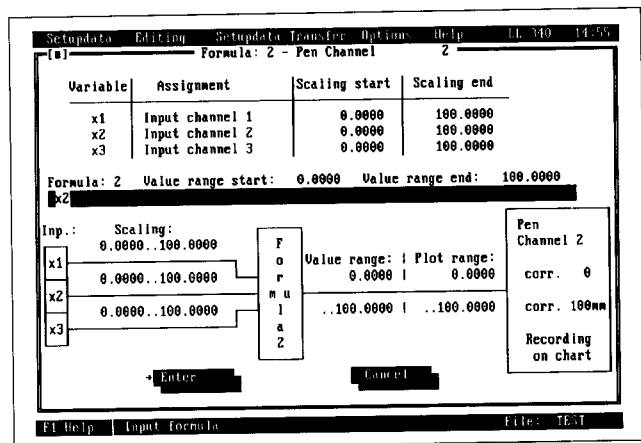 Setupdata Editing Setupdata Transfer Options Help LL 340 14:55
[■] Formula: 2 - Pen Channel 2
Variable Assignment Scaling start Scaling end
x1 Input channel 1 0.0000 100.0000
x2 Input channel 2 0.0000 100.0000
x3 Input channel 3 0.0000 100.0000
Formula: 2 Value range start: 0.0000 Value range end: 100.0000
x2
Inp.: Scaling:
0.0000..100.0000
x1
0.0000..100.0000
x2
0.0000..100.0000
x3
Formula 2
Value range: | Plot range:
0.0000 | 0.0000
..100.0000 | ..100.0000
Pen
Channel 2
corr. 0
corr. 100mm
Recording
on chart
→ Enter Cancel
F1 Help | Input formula File: TEST